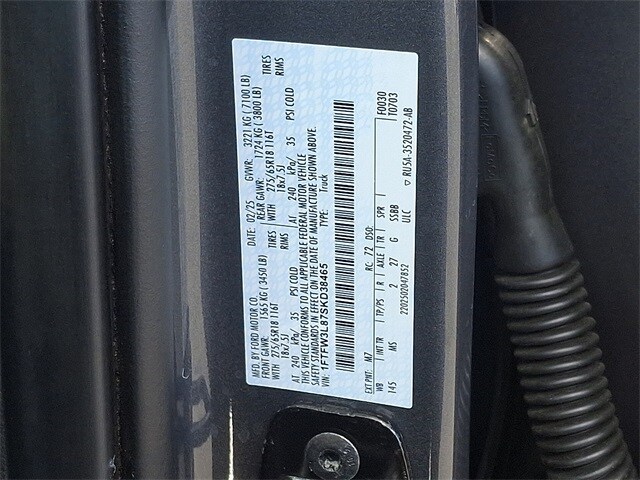 MFD. BY FORD MOTOR CO. DATE: 02/25 GVWR: 3221 KG ( 7100 LB)
FRONT GAWR: 1565 KG ( 3450 LB) REAR GAWR: 1724 KG ( 3800 LB)
WITH 275/65R18 116T TIRES WITH 275/65R18 116T TIRES
18x7.5J RIMS 18x7.5J RIMS
AT 240 kPa/ 35 PSI COLD AT 240 kPa/ 35 PSI COLD
THIS VEHICLE CONFORMS TO ALL APPLICABLE FEDERAL MOTOR VEHICLE
SAFETY STANDARDS IN EFFECT ON THE DATE OF MANUFACTURE SHOWN ABOVE.
VIN: 1FTFW3L87SKD38465 TYPE: Truck
EXT PNT: M7 RC: 72 DSO: F0030
WB INT TR TP/PS R AXLE TR SPR T0703
145 MS 2 27 G SSBB
ULC ▽ RU5A-3520472-AB
2202502047852